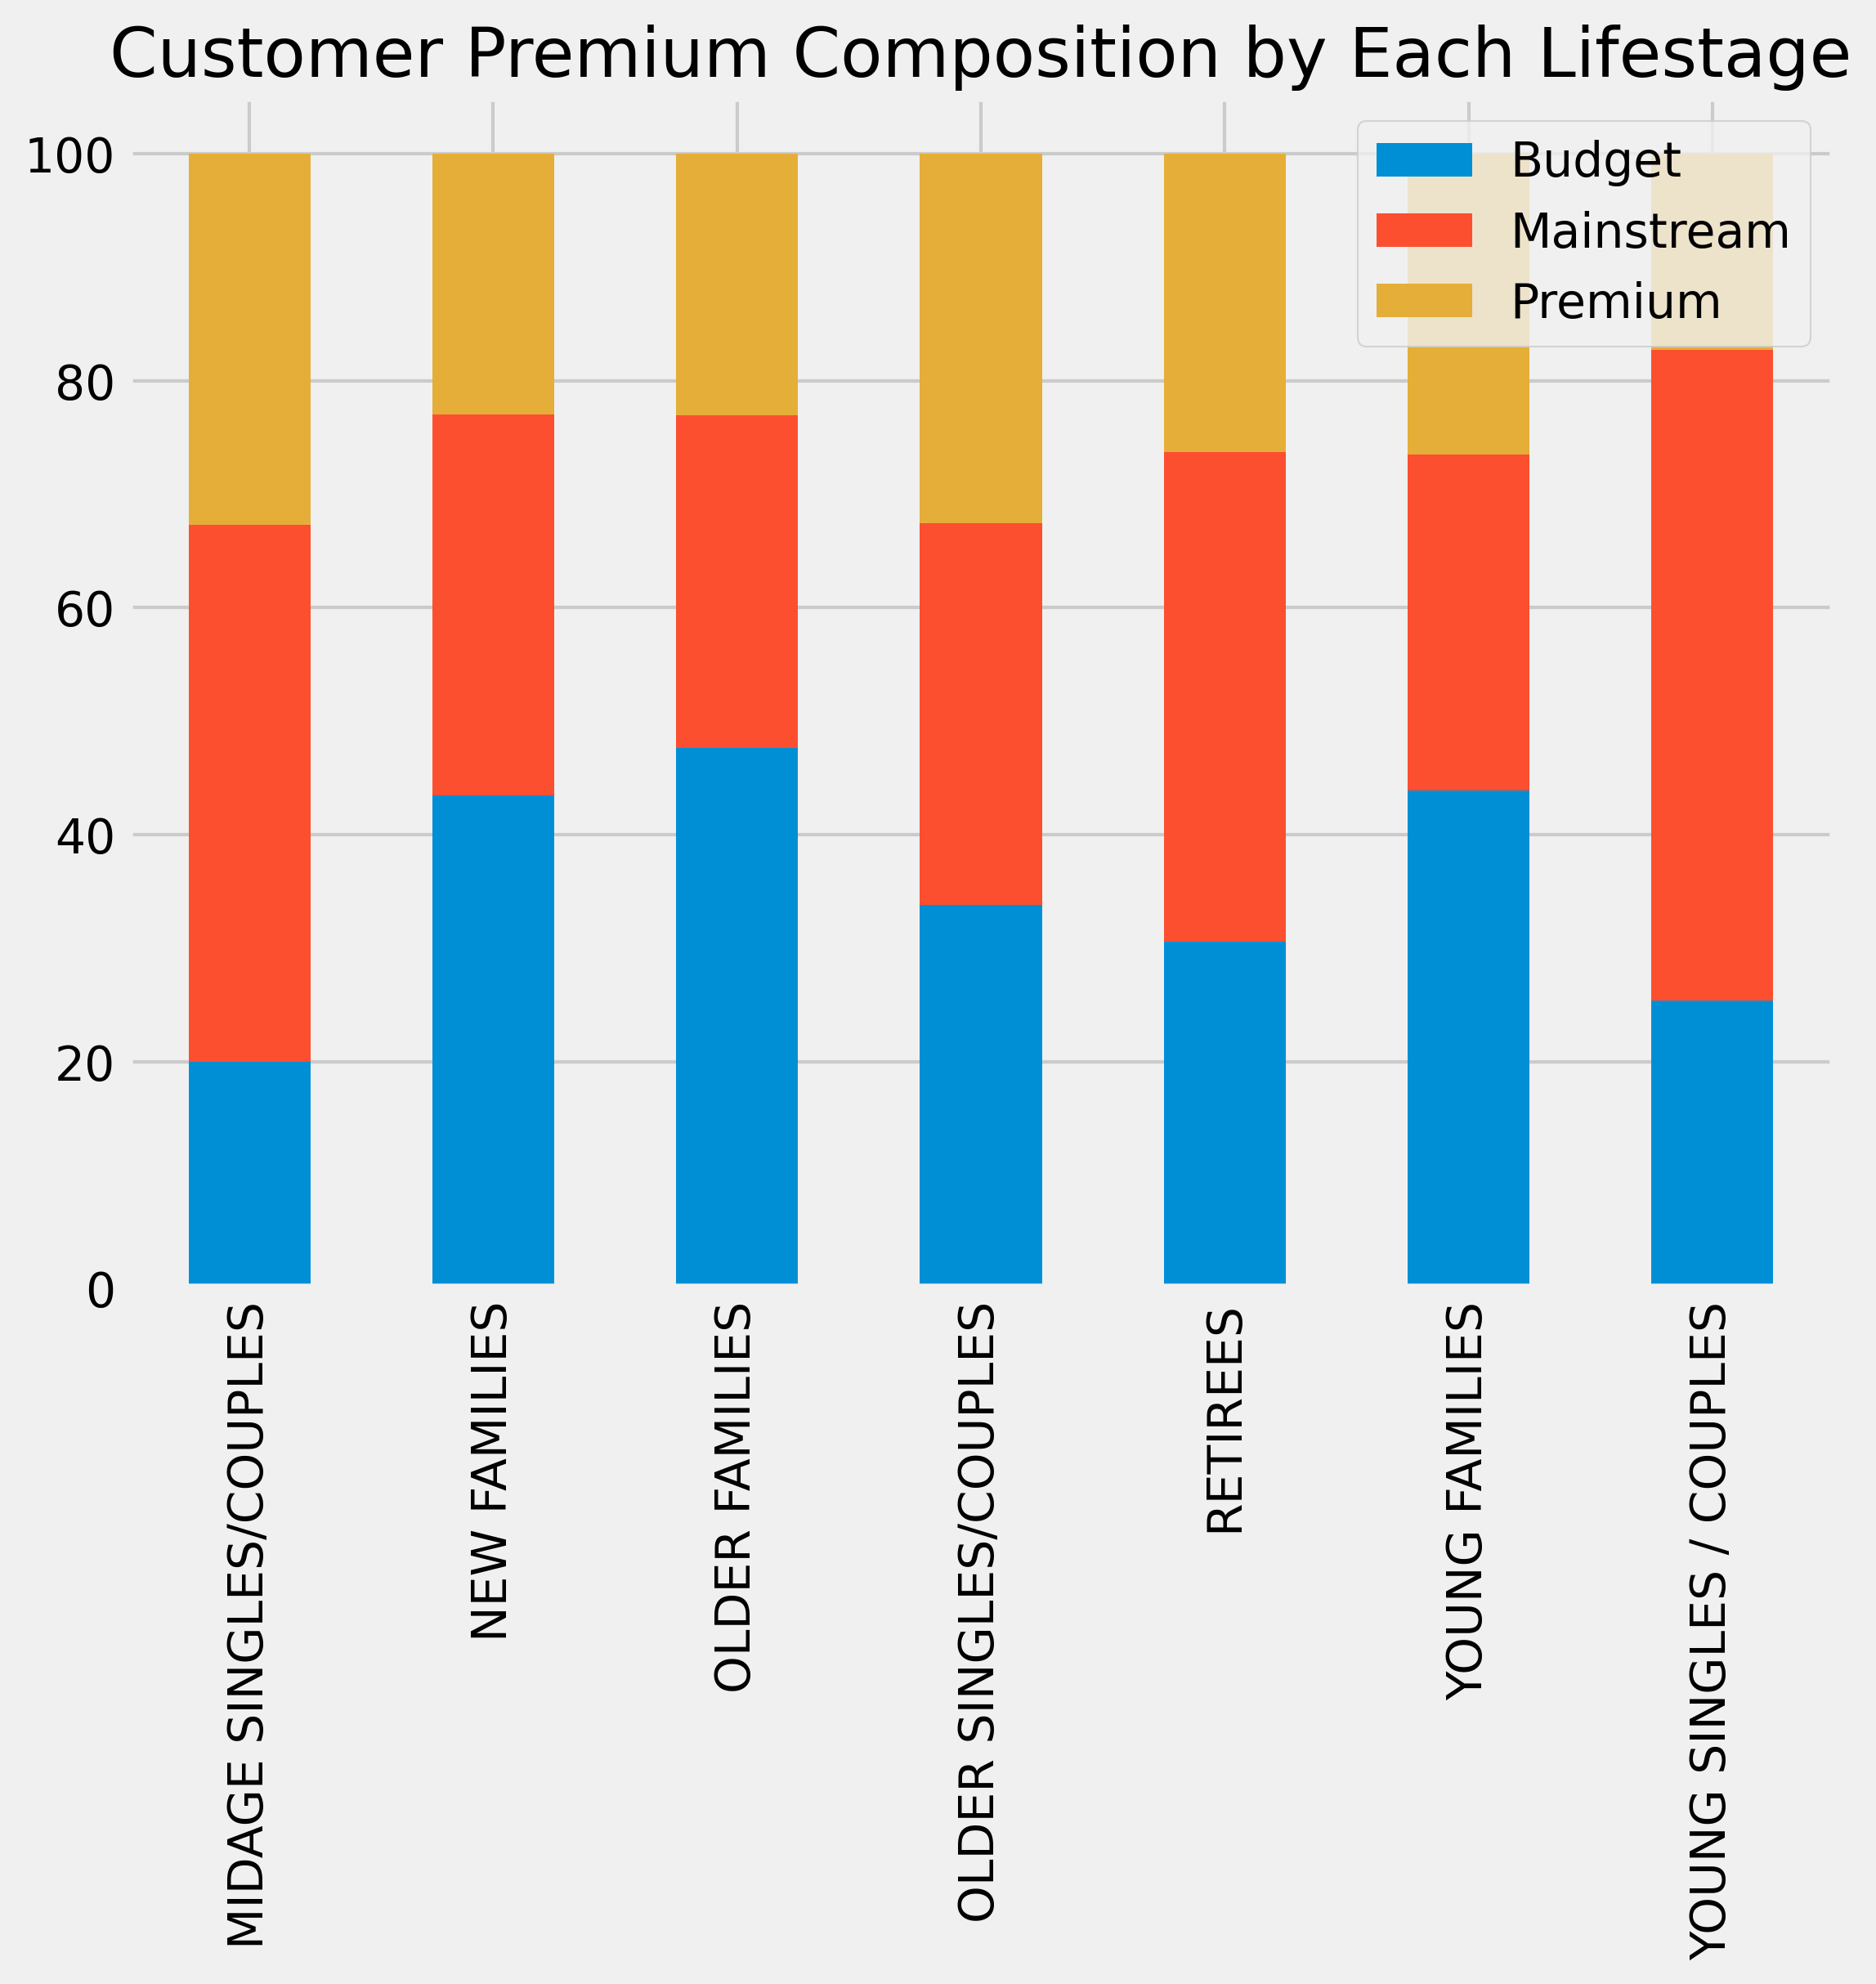 Customer Premium Composition by Each Lifestage
Budget
Mainstream
Premium
100
80
60
40
20
0
MIDAGE SINGLES/COUPLES
NEW FAMILIES
OLDER FAMILIES
OLDER SINGLES/COUPLES
RETIREES
YOUNG FAMILIES
YOUNG SINGLES / COUPLES